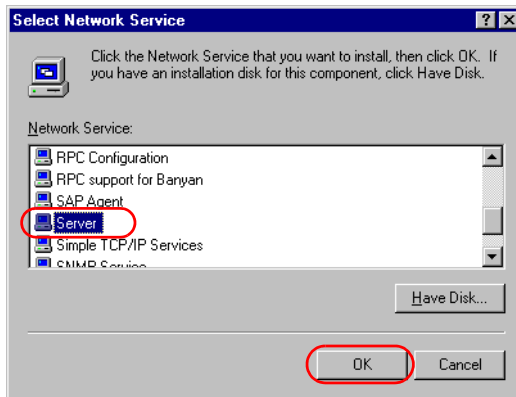 Select Network Service
Click the Network Service that you want to install, then click OK. If
you have an installation disk for this component, click Have Disk.
Network Service:
RPC Configuration
RPC support for Banyan
SAP Agent
Server
Simple TCP/IP Services
SNMP Service
Have Disk...
OK
Cancel